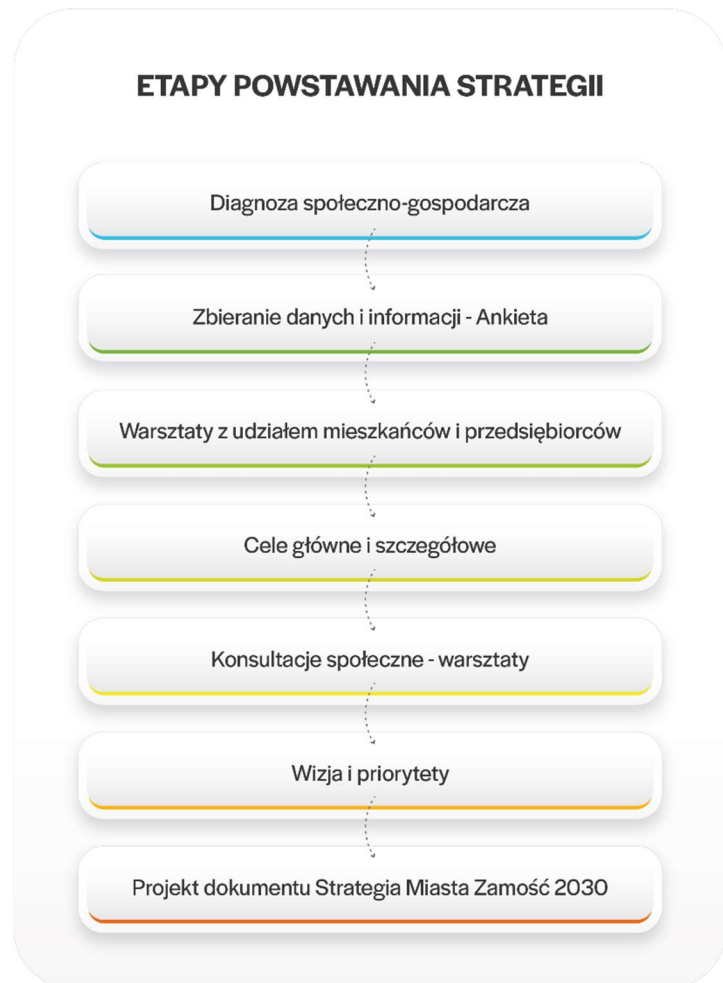 ETAPY POWSTAWANIA STRATEGII
Diagnoza społeczno-gospodarcza
Zbieranie danych i informacji - Ankieta
Warsztaty z udziałem mieszkańców i przedsiębiorców
Cele główne i szczegółowe
Konsultacje społeczne - warsztaty
Wizja i priorytety
Projekt dokumentu Strategia Miasta Zamość 2030